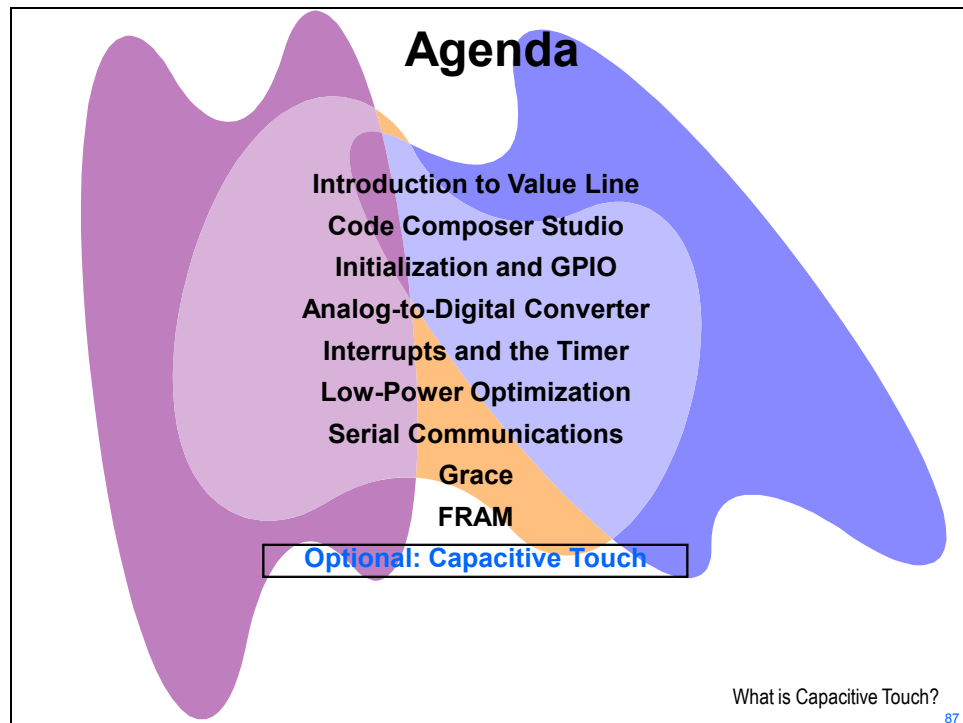 Agenda
Introduction to Value Line
Code Composer Studio
Initialization and GPIO
Analog-to-Digital Converter
Interrupts and the Timer
Low-Power Optimization
Serial Communications
Grace
FRAM
Optional: Capacitive Touch
What is Capacitive Touch?
87